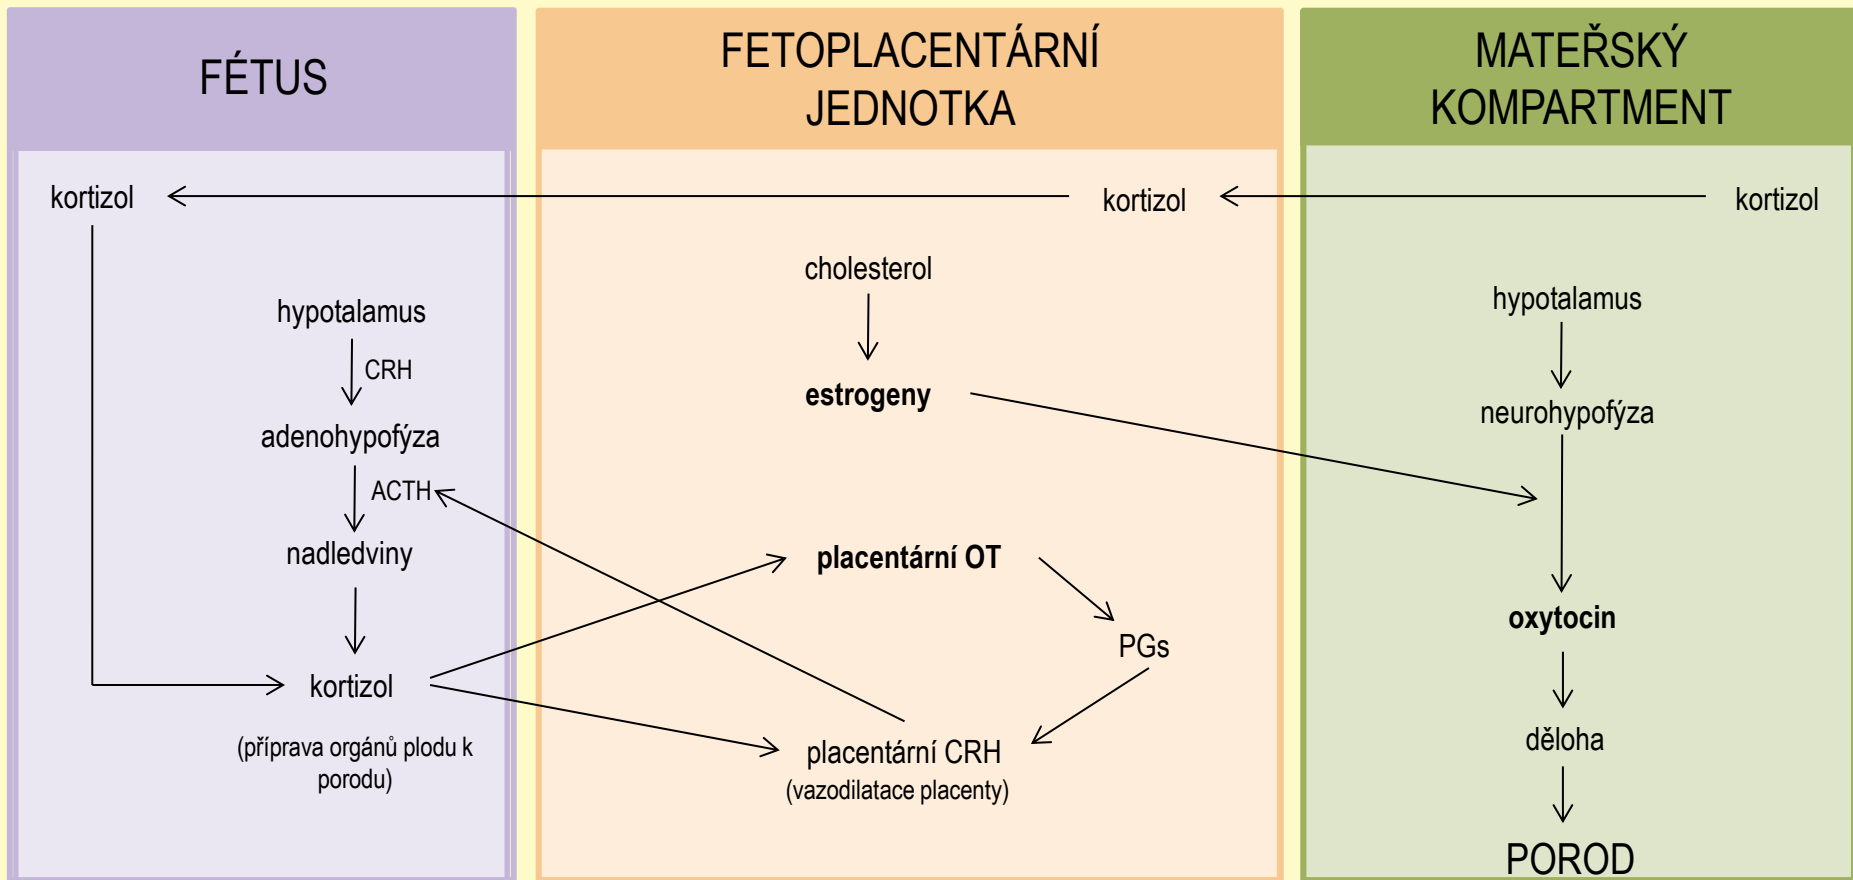 FÉTUS
kortizol
hypotalamus
CRH
adenohypofýza
ACTH
nadledviny
kortizol
(příprava orgánů plodu k
porodu)
FETOPLACENTÁRNÍ
JEDNOTKA
kortizol
cholesterol
estrogeny
placentární OT
PGs
placentární CRH
(vazodilatace placenty)
MATEŘSKÝ
KOMPARTMENT
kortizol
hypotalamus
neurohypofýza
oxytocin
děloha
POROD